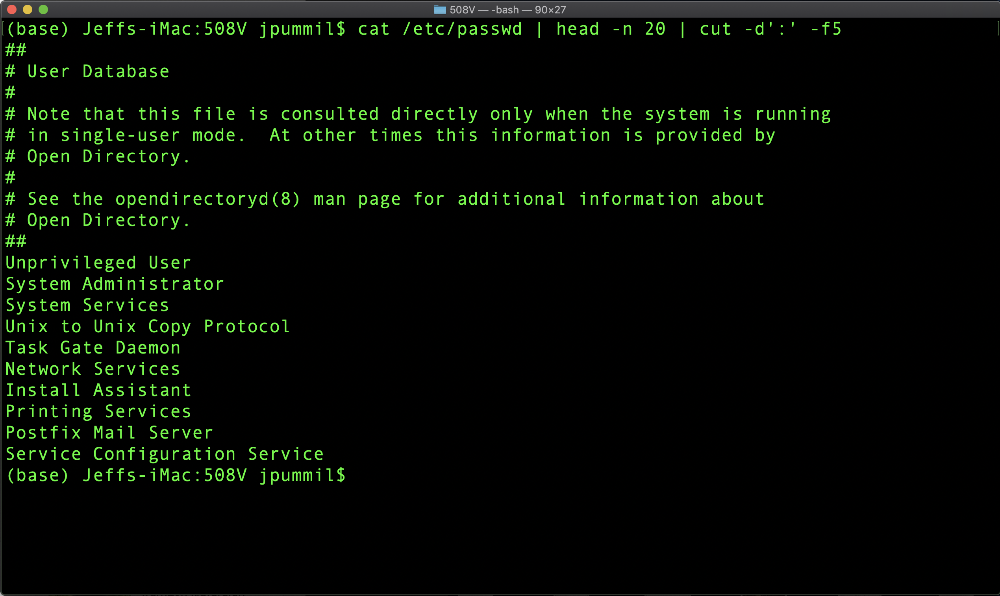 508V — -bash — 90×27
(base) Jeffs-iMac:508V jpummil$ cat /etc/passwd | head -n 20 | cut -d':' -f5
##
# User Database
#
# Note that this file is consulted directly only when the system is running
# in single-user mode.  At other times this information is provided by
# Open Directory.
#
# See the opendirectoryd(8) man page for additional information about
# Open Directory.
##
Unprivileged User
System Administrator
System Services
Unix to Unix Copy Protocol
Task Gate Daemon
Network Services
Install Assistant
Printing Services
Postfix Mail Server
Service Configuration Service
(base) Jeffs-iMac:508V jpummil$